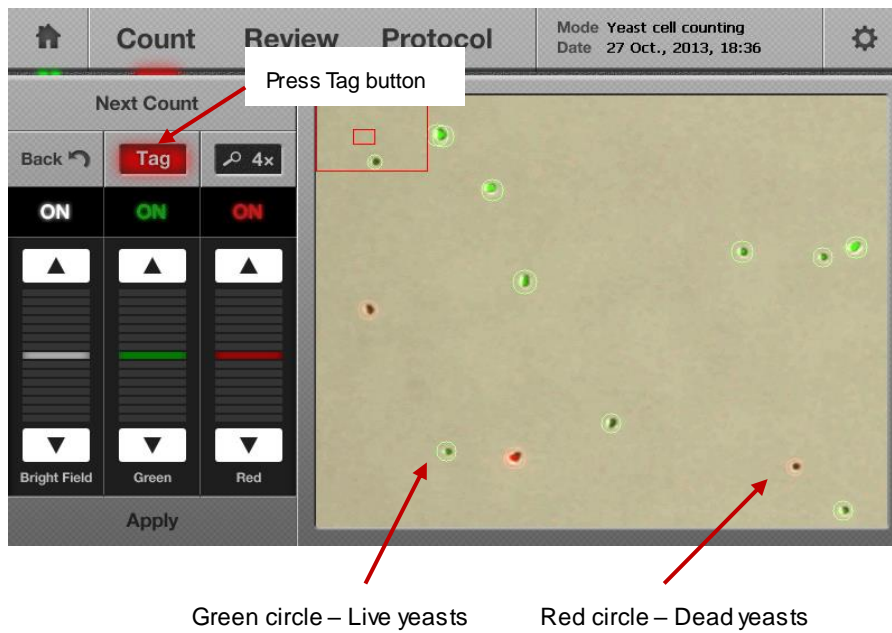 Count Review Protocol
Mode Yeast cell counting
Date 27 Oct., 2013, 18:36
Press Tag button
Next Count
Back Tag 4x
ON ON ON
Bright Field Green Red
Apply
Green circle – Live yeasts Red circle – Dead yeasts